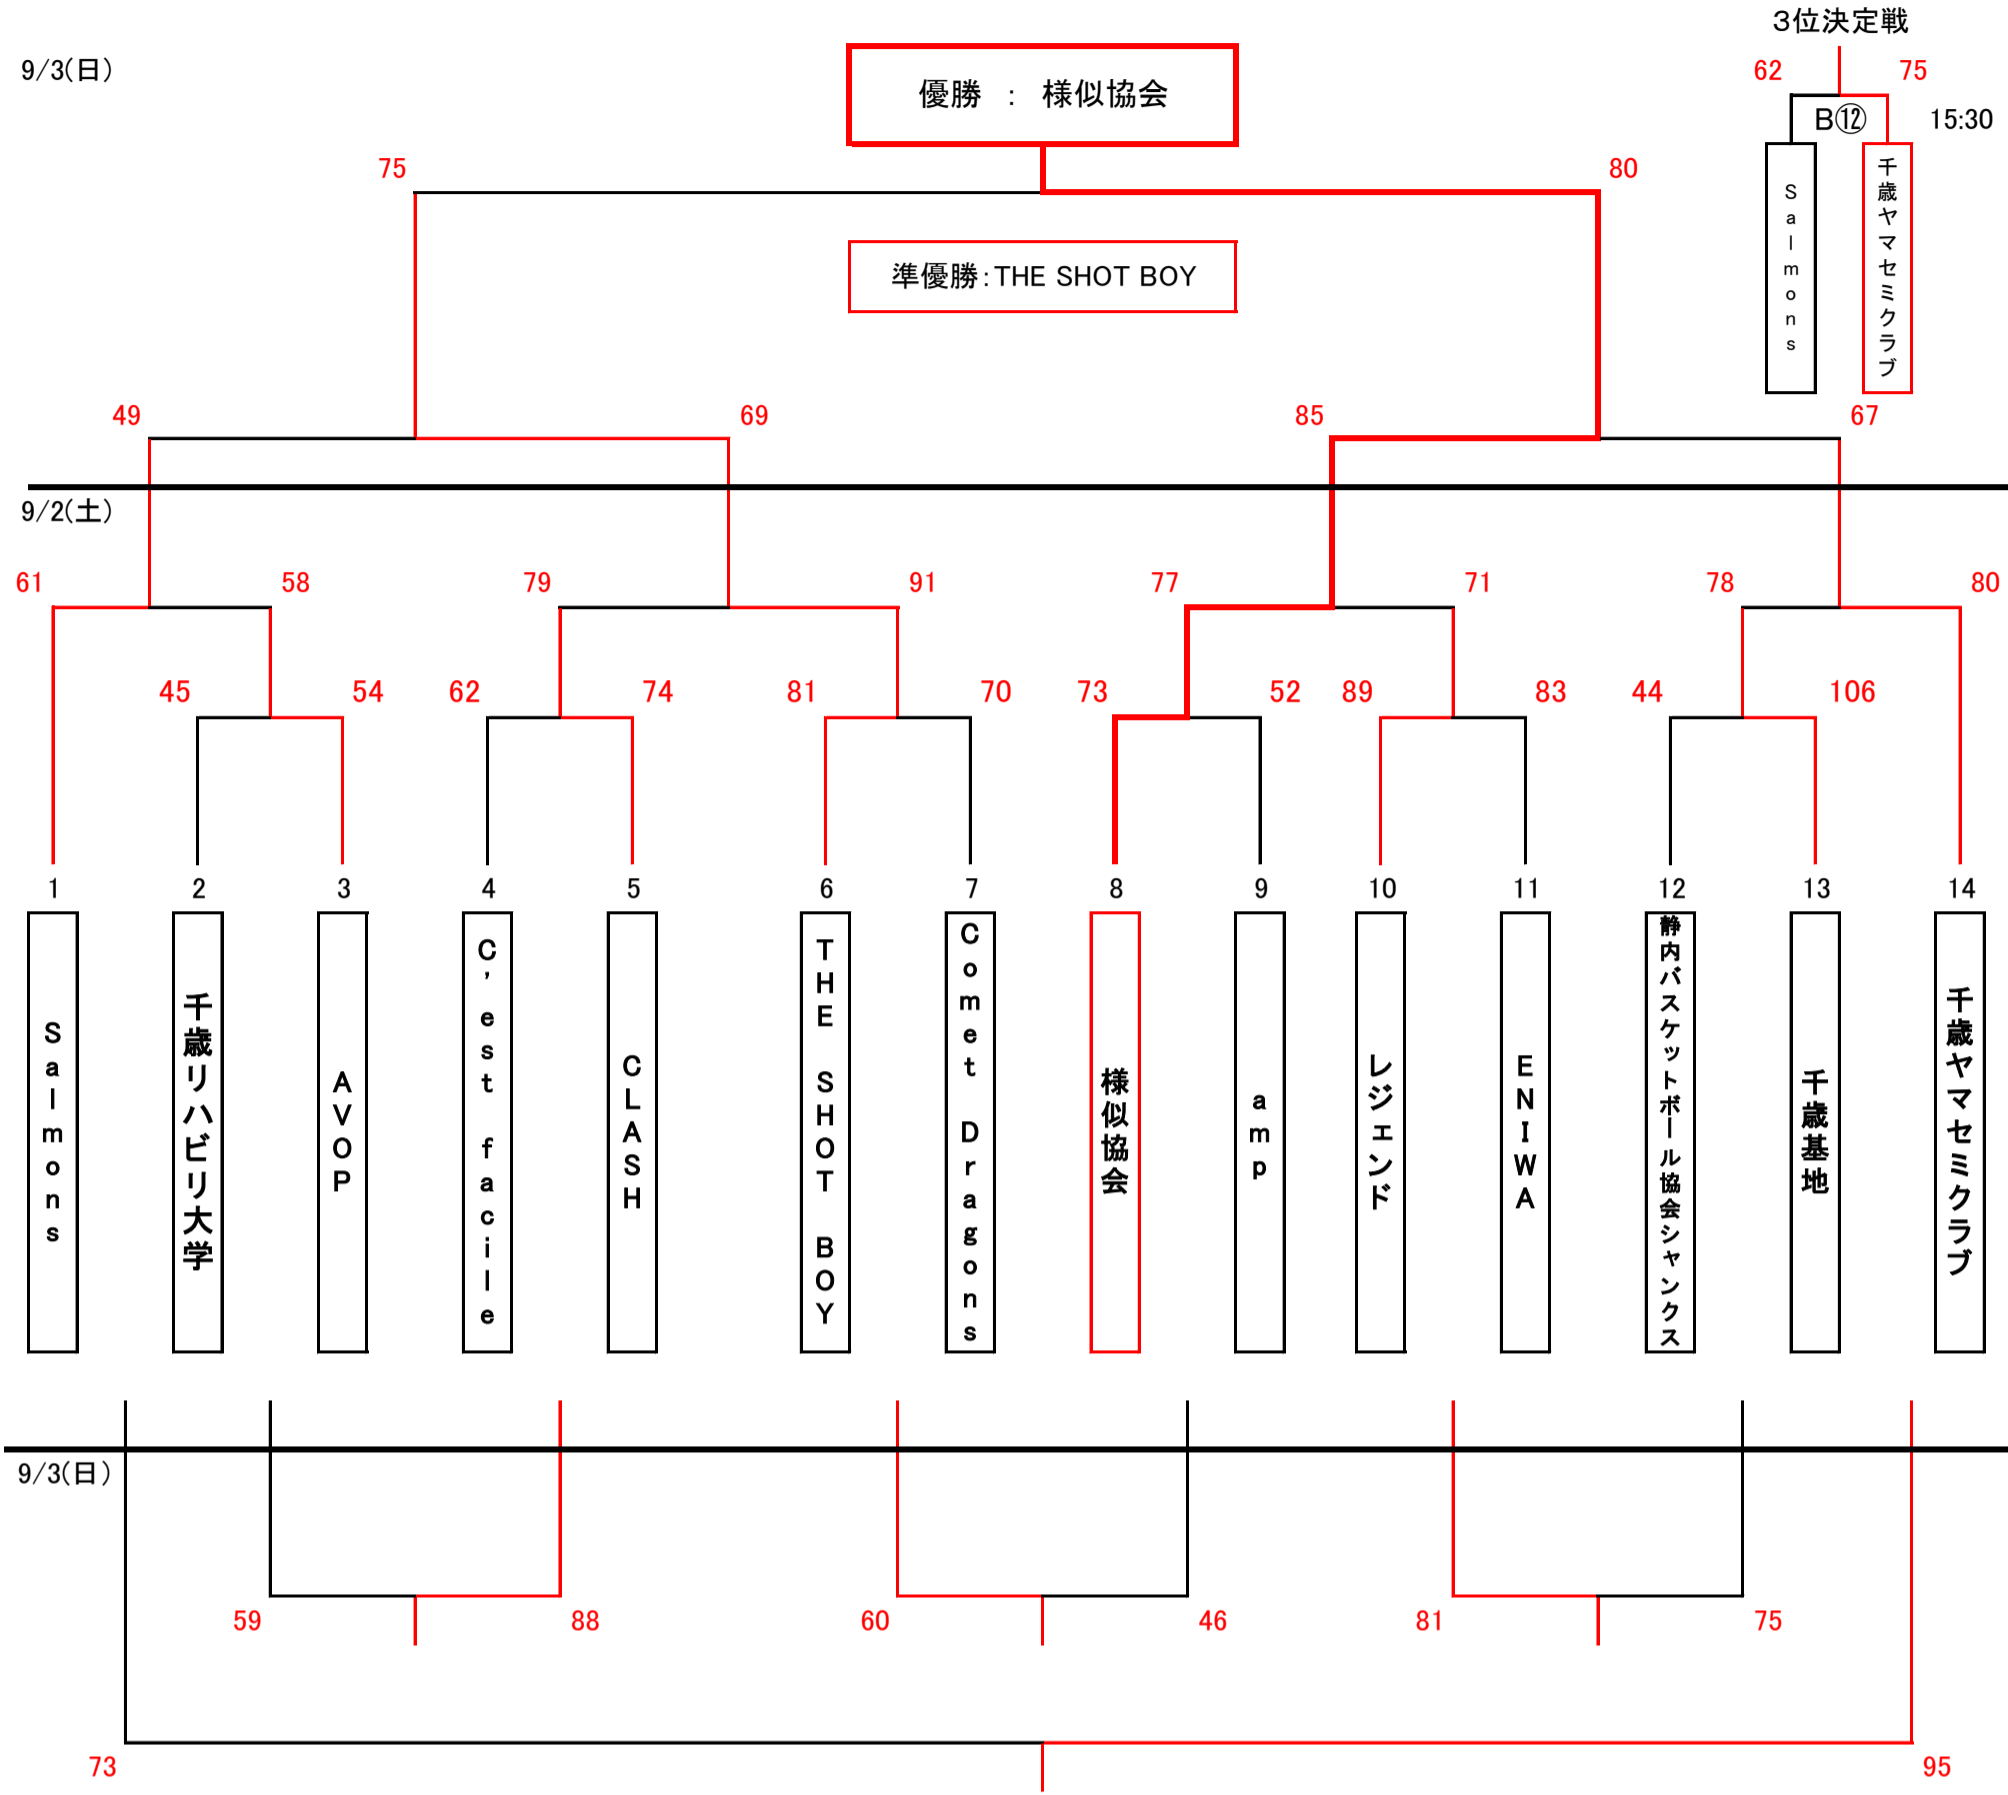 3位決定戦
9/3(日)
優勝 ： 様似協会
62 75
B⑫ 15:30
75 80
Salmons
千歳ヤマセミクラブ
準優勝：THE SHOT BOY
49 69 85 67
9/2(土)
61 58 79 91 77 71 78 80
45 54 62 74 81 70 73 52 89 83 44 106
1 2 3 4 5 6 7 8 9 10 11 12 13 14
Salmons
千歳リハビリ大学
AVOP
C'est facile
CLASH
THE SHOT BOY
Comet Dragons
様似協会
amp
レジェンド
ENIWA
静内バスケットボール協会シャンクス
千歳基地
千歳ヤマセミクラブ
9/3(日)
59 88 60 46 81 75
73 95